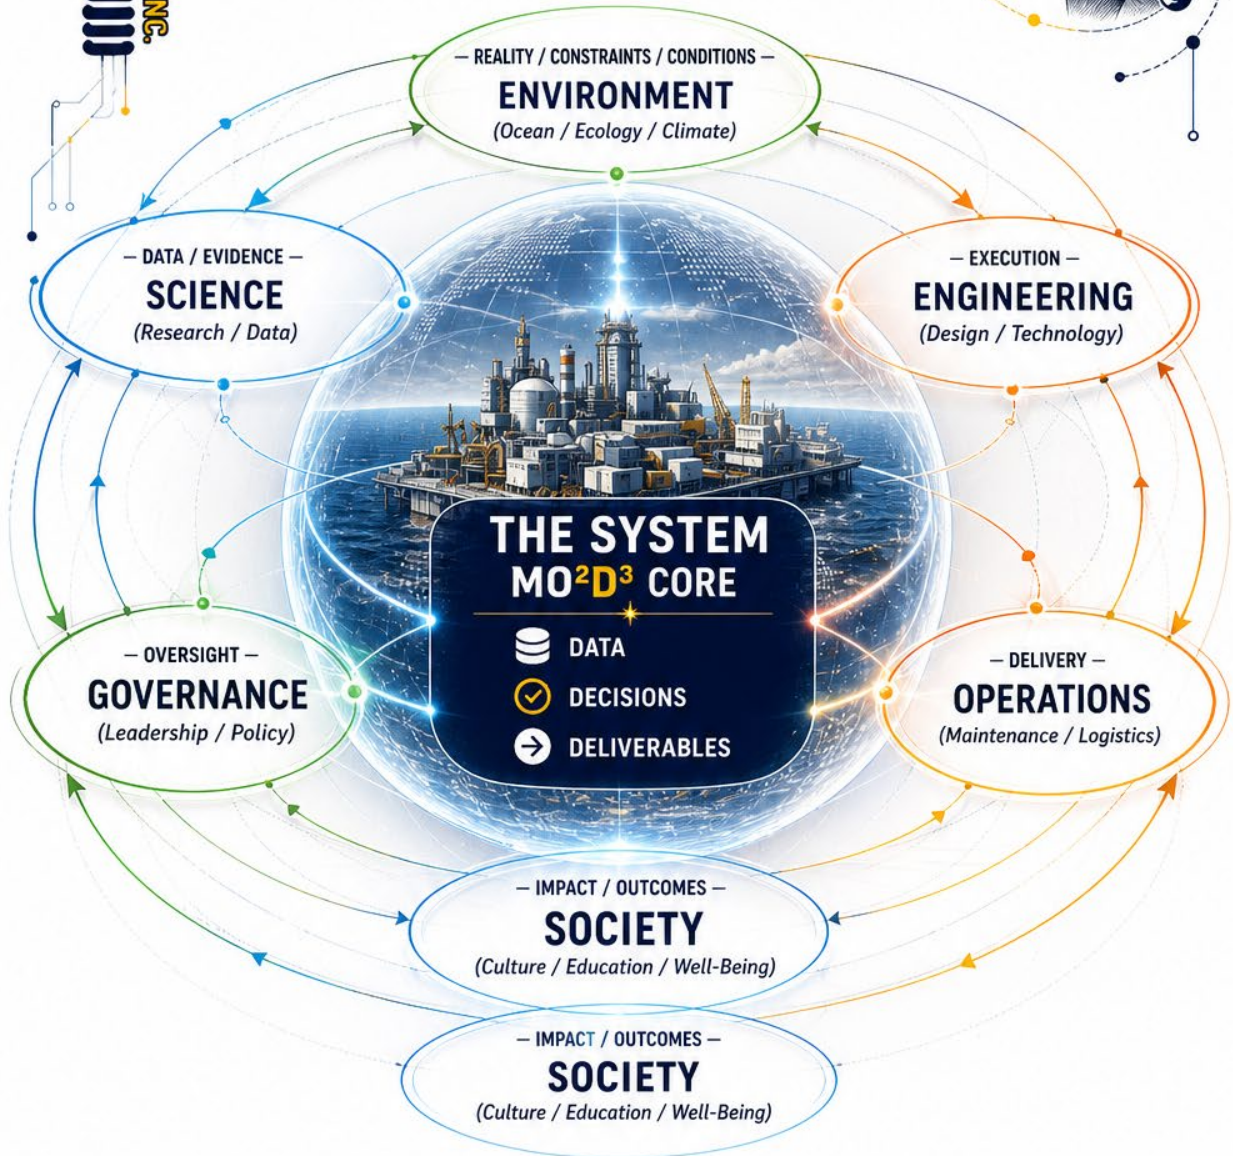 INC.
— REALITY / CONSTRAINTS / CONDITIONS —
ENVIRONMENT
(Ocean / Ecology / Climate)
— DATA / EVIDENCE —
SCIENCE
(Research / Data)
— EXECUTION —
ENGINEERING
(Design / Technology)
THE SYSTEM
MO²D³ CORE
DATA
DECISIONS
DELIVERABLES
— OVERSIGHT —
GOVERNANCE
(Leadership / Policy)
— DELIVERY —
OPERATIONS
(Maintenance / Logistics)
— IMPACT / OUTCOMES —
SOCIETY
(Culture / Education / Well-Being)
— IMPACT / OUTCOMES —
SOCIETY
(Culture / Education / Well-Being)